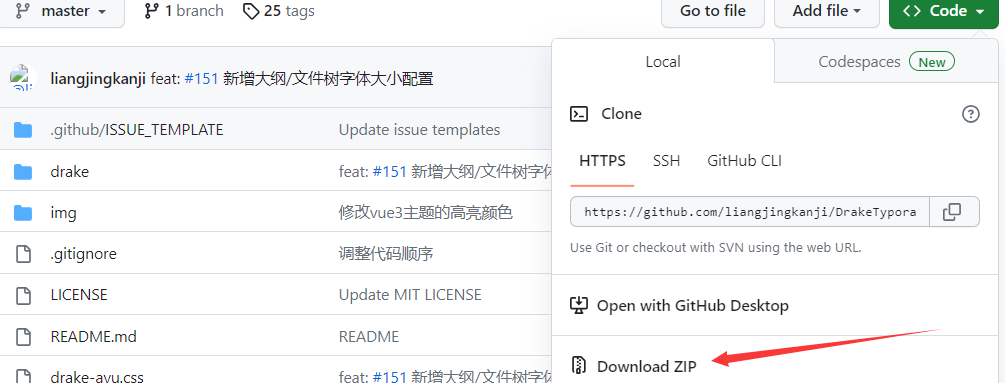 master 1 branch 25 tags Go to file Add file Code
liangjingkanji feat: #151 新增大纲/文件树字体大小配置
.github/ISSUE_TEMPLATE Update issue templates
drake feat: #151 新增大纲/文件树字体
img 修改vue3主题的高亮颜色
.gitignore 调整代码顺序
LICENSE Update MIT LICENSE
README.md README
drake-ayu.css feat: #151 新增大纲/文件树字体
Local Codespaces New
Clone
HTTPS SSH GitHub CLI
https://github.com/liangjingkanji/DrakeTypora
Use Git or checkout with SVN using the web URL.
Open with GitHub Desktop
Download ZIP